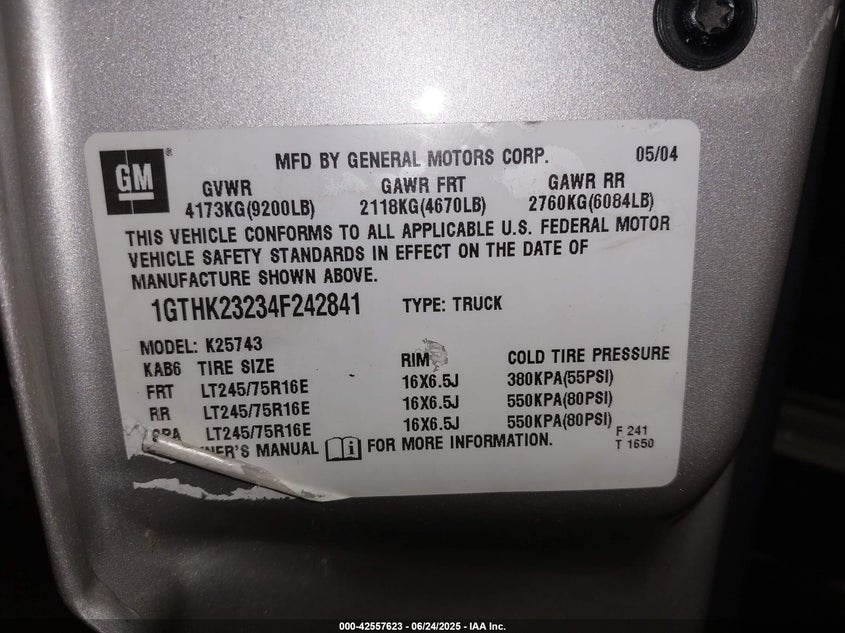 GM ®
MFD BY GENERAL MOTORS CORP. 05/04
GVWR GAWR FRT GAWR RR
4173KG(9200LB) 2118KG(4670LB) 2760KG(6084LB)
THIS VEHICLE CONFORMS TO ALL APPLICABLE U.S. FEDERAL MOTOR
VEHICLE SAFETY STANDARDS IN EFFECT ON THE DATE OF
MANUFACTURE SHOWN ABOVE.
1GTHK23234F242841 TYPE: TRUCK
MODEL: K25743
KAB6 TIRE SIZE RIM COLD TIRE PRESSURE
FRT LT245/75R16E 16X6.5J 380KPA(55PSI)
RR LT245/75R16E 16X6.5J 550KPA(80PSI)
SPA LT245/75R16E 16X6.5J 550KPA(80PSI)
NER'S MANUAL FOR MORE INFORMATION.
F 241
T 1650
000-42557623 - 06/24/2025 - IAA Inc.